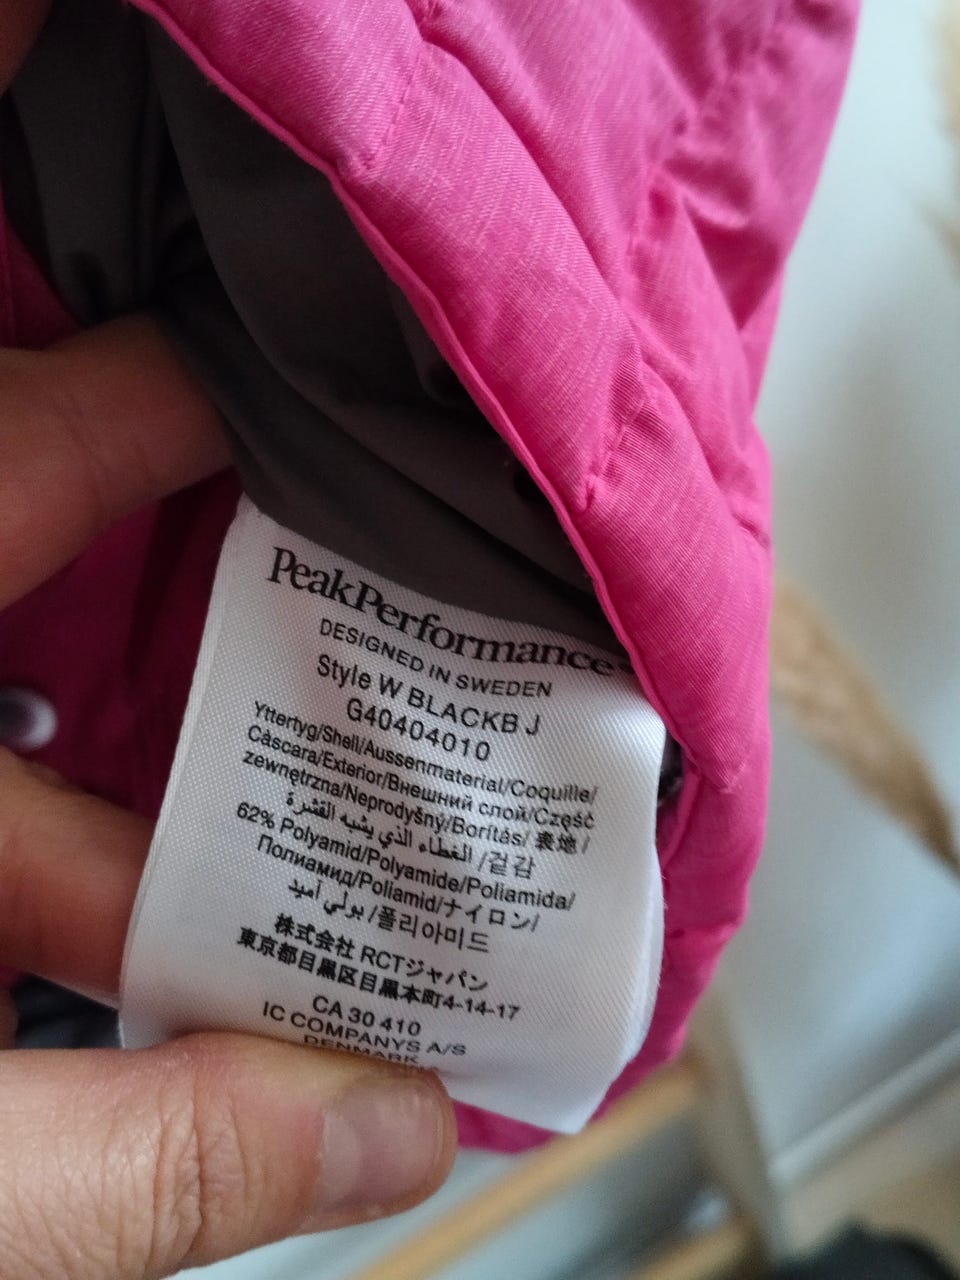 PeakPerformance
DESIGNED IN SWEDEN
Style W BLACKB J
G40404010
Yttertyg/Shell/Aussenmaterial/Coquille/
Cáscara/Exterior/Внешний слой/Część
zewnętrzna/Neprodyšný/Borítás/ 表地 /
الغطاء الذي يشبه القشرة /겉감
62% Polyamid/Polyamide/Poliamida/
Полиамид/Poliamid/ナイロン/
بولي أميد /폴리아미드
株式会社 RCTジャパン
東京都目黒区目黒本町4-14-17
CA 30 410
IC COMPANYS A/S
DENMARK